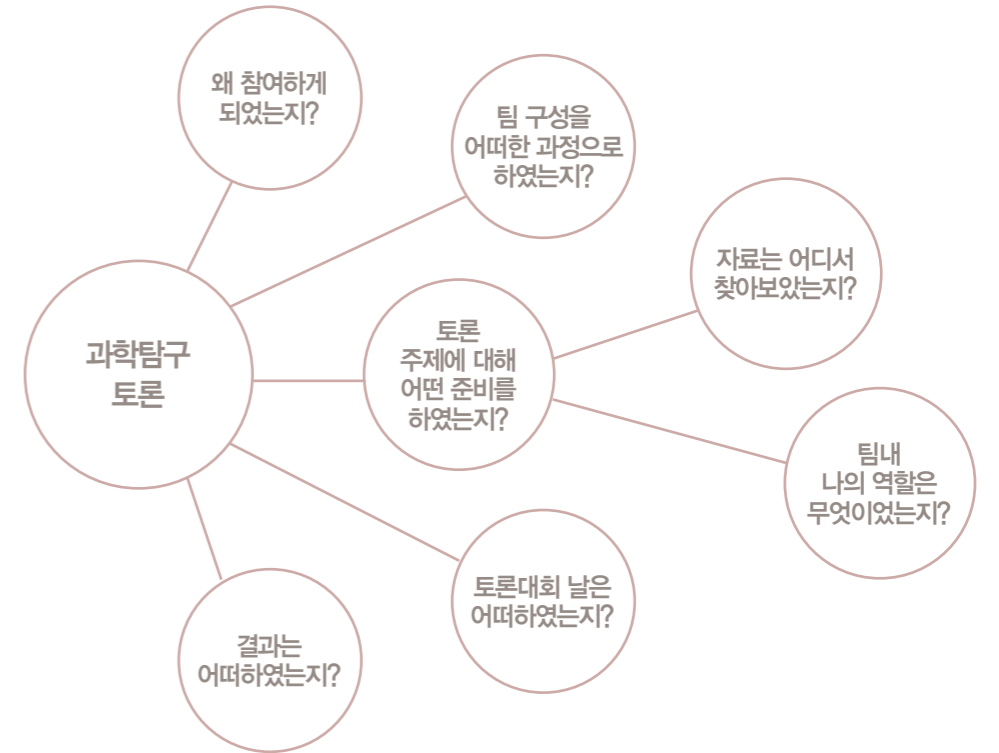 왜 참여하게
되었는지?
팀 구성을
어떠한 과정으로
하였는지?
자료는 어디서
찾아보았는지?
과학탐구
토론
토론
주제에 대해
어떤 준비를
하였는지?
팀내
나의 역할은
무엇이었는지?
토론대회 날은
어떠하였는지?
결과는
어떠하였는지?